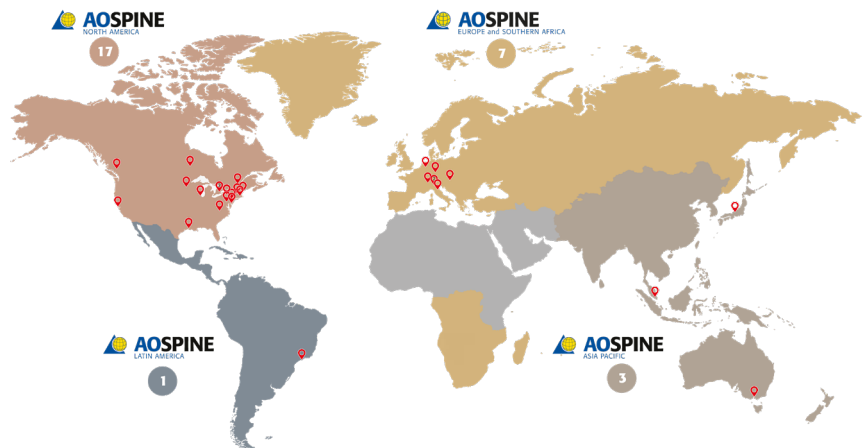 AOSPINE
NORTH AMERICA
17
AOSPINE
EUROPE and SOUTHERN AFRICA
7
AOSPINE
LATIN AMERICA
1
AOSPINE
ASIA PACIFIC
3